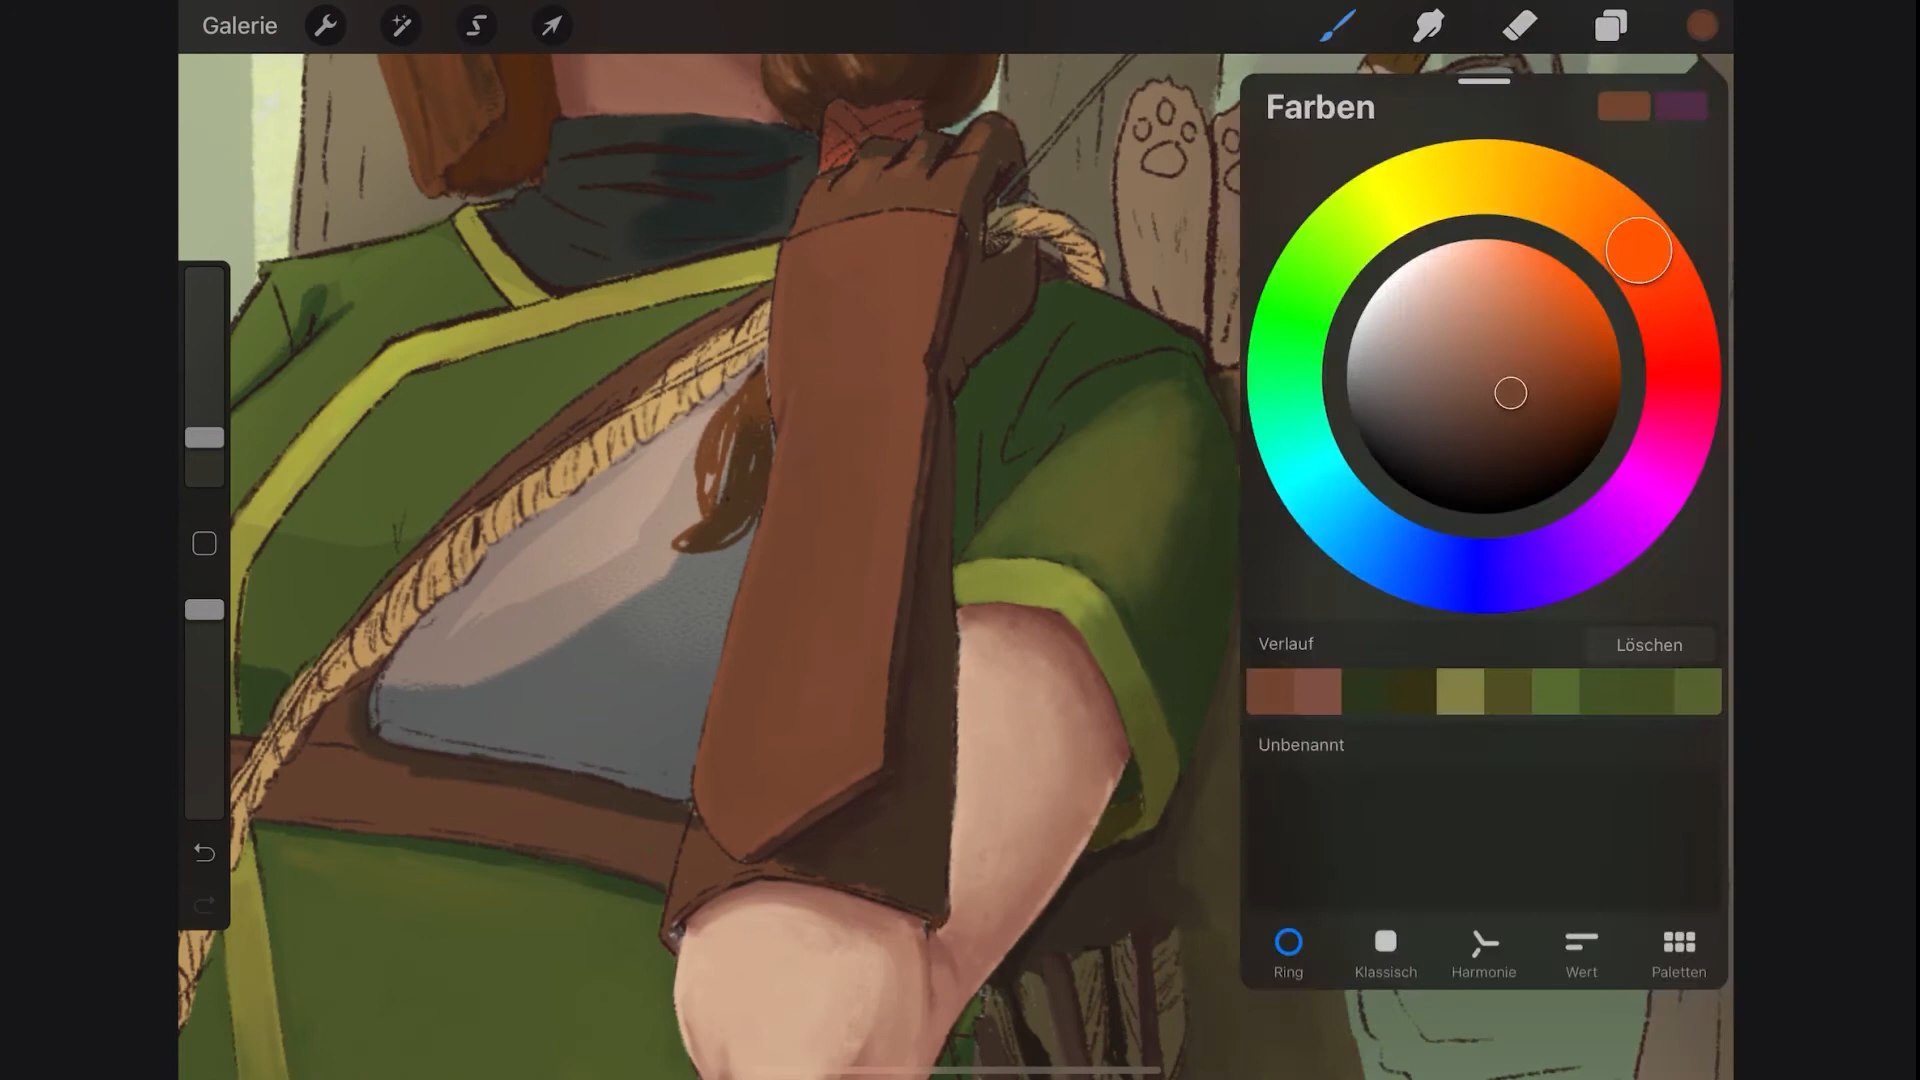 Galerie
Farben
Verlauf
Löschen
Unbenannt
Ring
Klassisch
Harmonie
Wert
Paletten